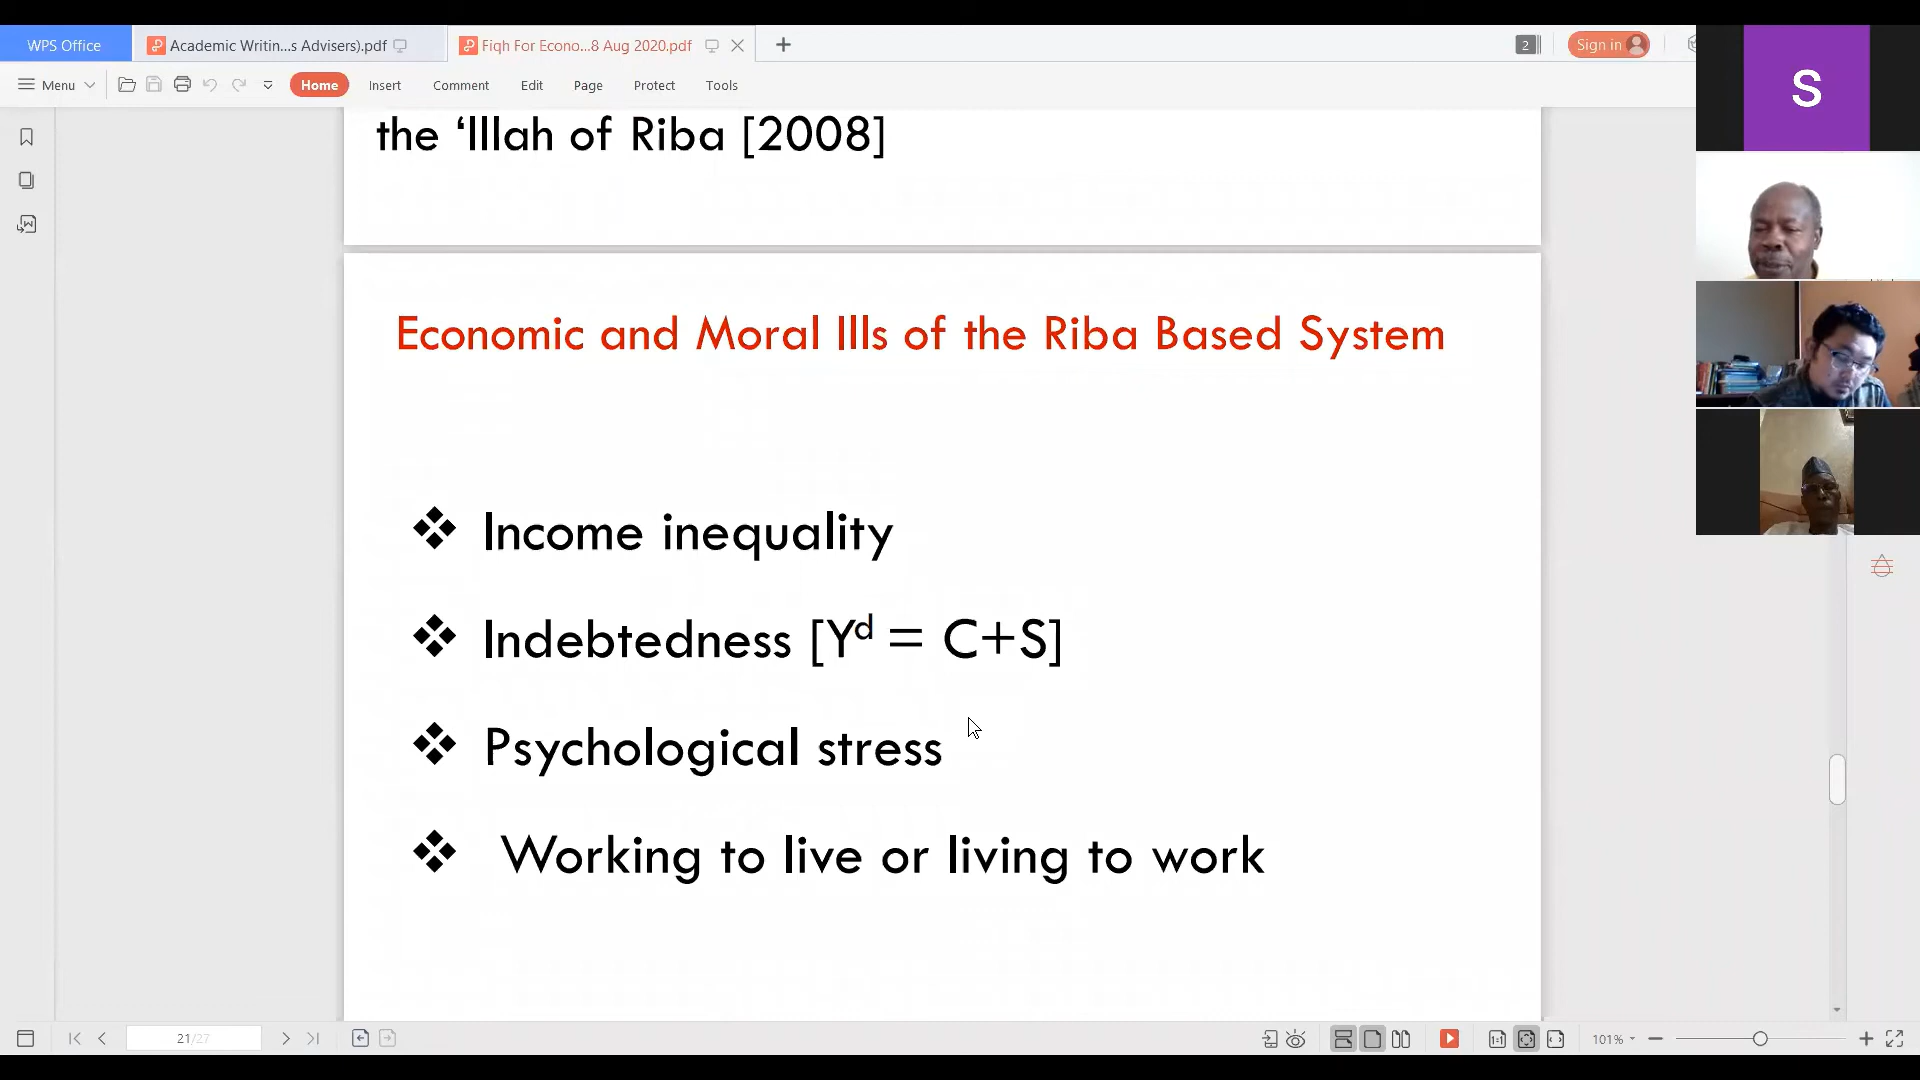 WPS Office
Academic Writin...s Advisers).pdf
Fiqh For Econo...8 Aug 2020.pdf
2
Sign in
Menu
Home
Insert
Comment
Edit
Page
Protect
Tools
S
the ‘Illah of Riba [2008]
Economic and Moral Ills of the Riba Based System
❖ Income inequality
❖ Indebtedness [Yᵈ = C+S]
❖ Psychological stress
❖ Working to live or living to work
21/27
101%